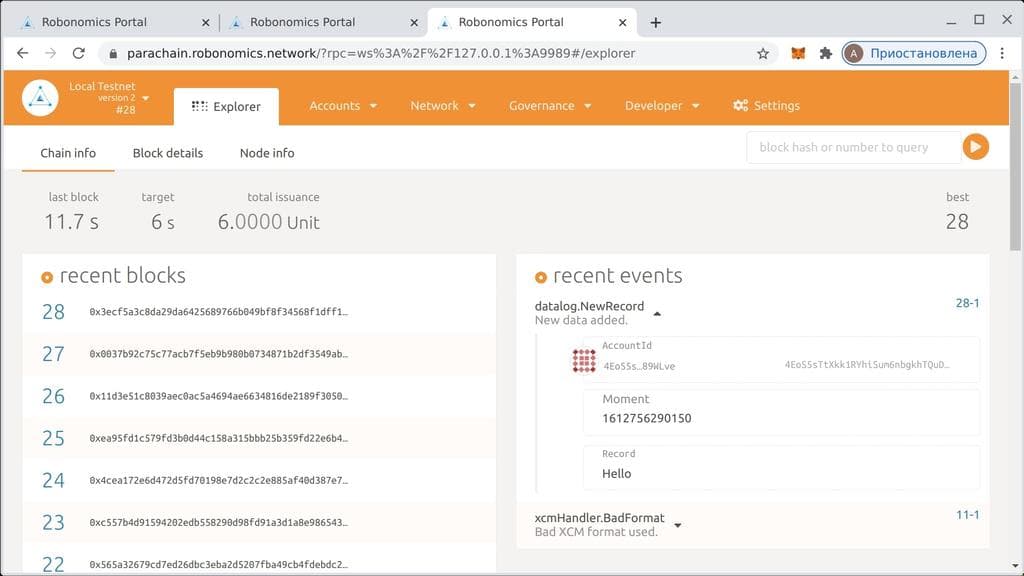 Robonomics Portal
Robonomics Portal
Robonomics Portal
parachain.robonomics.network/?rpc=ws%3A%2F%2F127.0.0.1%3A9989#/explorer
A Приостановлена
Local Testnet
version 2
#28
Explorer
Accounts
Network
Governance
Developer
Settings
Chain info
Block details
Node info
block hash or number to query
last block
target
total issuance
best
11.7 s
6 s
6.0000 Unit
28
recent blocks
28 0x3ecf5a3c8da29da6425689766b049bf8f34568f1dff1…
27 0x0037b92c75c77acb7f5eb9b980b0734871b2df3549ab…
26 0x11d3e51c8039aec0ac5a4694ae6634816de2189f3050…
25 0xea95fd1c579fd3b0d44c158a315bbb25b359fd22e6b4…
24 0x4cea172e6d472d5fd70198e7d2c2c2e885af40d387e7…
23 0xc557b4d91594202edb558290d98fd91a3d1a8e986543…
22 0x565a32679cd7ed26dbc3eba2d5207fba49cb4fdebdc2…
recent events
datalog.NewRecord 28-1
New data added.
AccountId
4EoS5s…89WLve 4EoS5sTtXkk1RYhiSum6nbgkhTQuD…
Moment
1612756290150
Record
Hello
xcmHandler.BadFormat 11-1
Bad XCM format used.